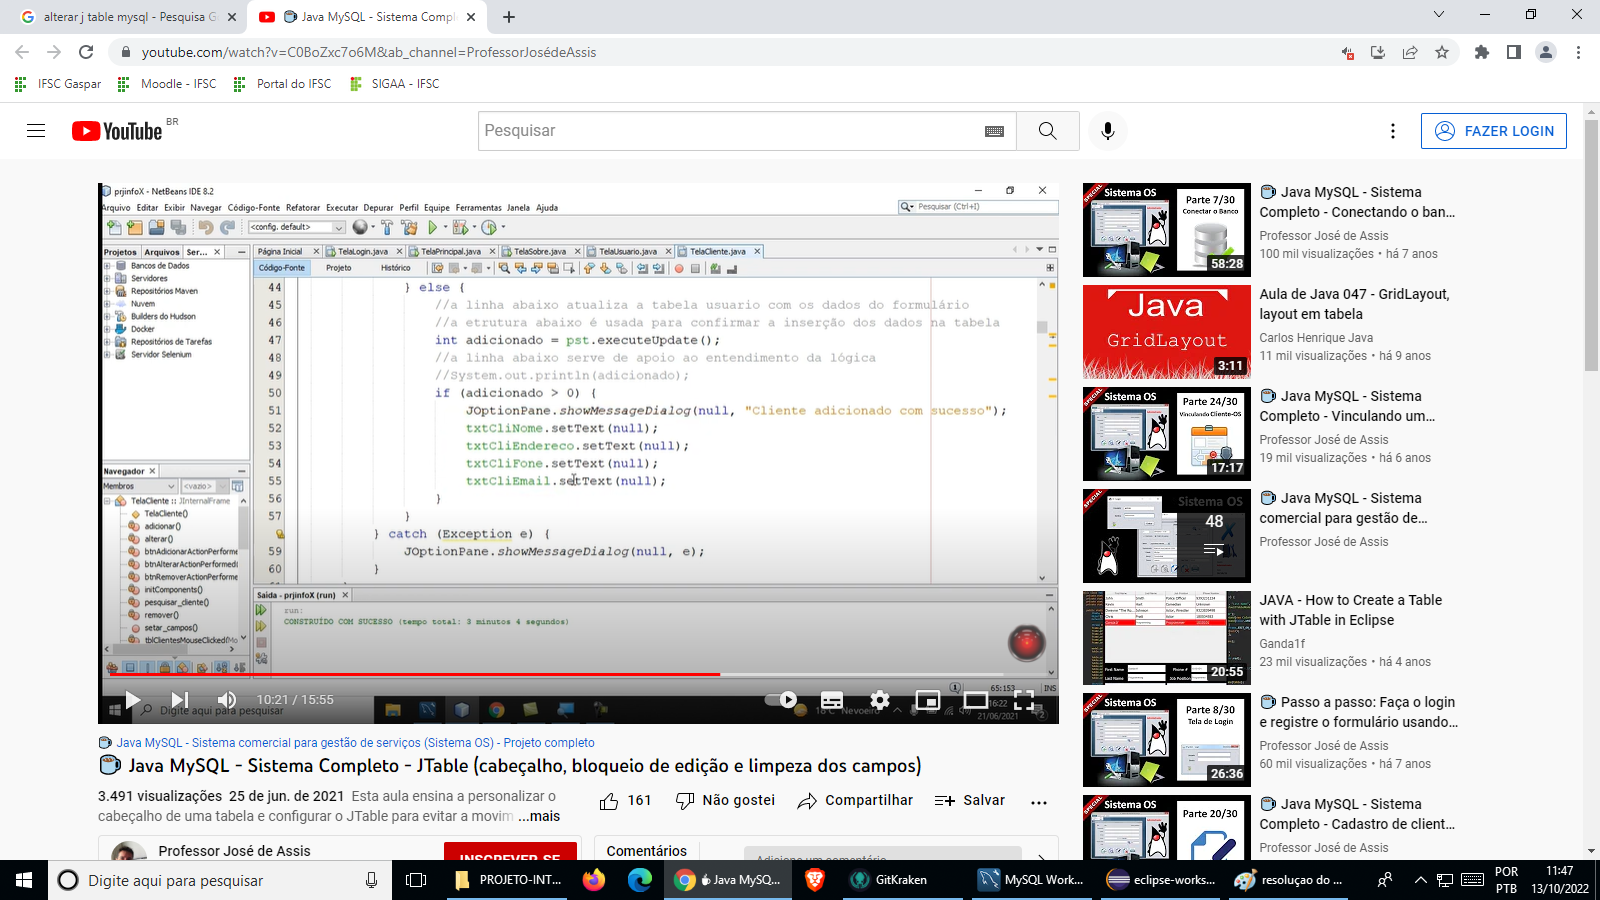 alterar j table mysql - Pesquisa G
Java MySQL - Sistema Comple
youtube.com/watch?v=C0BoZxc7o6M&ab_channel=ProfessorJosédeAssis
IFSC Gaspar
Moodle - IFSC
Portal do IFSC
SIGAA - IFSC
YouTube BR
Pesquisar
FAZER LOGIN
prjinfoX - NetBeans IDE 8.2
Arquivo Editar Exibir Navegar Código-Fonte Refatorar Executar Depurar Perfil Equipe Ferramentas Janela Ajuda
Pesquisar (Ctrl+I)
<config. default>
Projetos Arquivos Ser...
Página Inicial TelaLogin.java TelaPrincipal.java TelaSobre.java TelaUsuario.java TelaCliente.java
Código-Fonte Projeto Histórico
Bancos de Dados
Servidores
Repositórios Maven
Nuvem
Builders do Hudson
Docker
Repositórios de Tarefas
Servidor Selenium
44 } else {
45 //a linha abaixo atualiza a tabela usuario com os dados do formulário
46 //a etrutura abaixo é usada para confirmar a inserção dos dados na tabela
47 int adicionado = pst.executeUpdate();
48 //a linha abaixo serve de apoio ao entendimento da lógica
49 //System.out.println(adicionado);
50 if (adicionado > 0) {
51 JOptionPane.showMessageDialog(null, "Cliente adicionado com sucesso");
52 txtCliNome.setText(null);
53 txtCliEndereco.setText(null);
54 txtCliFone.setText(null);
55 txtCliEmail.setText(null);
56 }
57 }
} catch (Exception e) {
59 JOptionPane.showMessageDialog(null, e);
60 }
Navegador
Membros <vazio>
TelaCliente :: JInternalFrame
TelaCliente()
adicionar()
alterar()
btnAdicionarActionPerforme
btnAlterarActionPerformed(
btnRemoverActionPerforme
initComponents()
pesquisar_cliente()
remover()
setar_campos()
tblClientesMouseClicked(Mo
Saída - prjinfoX (run)
run:
CONSTRUÍDO COM SUCESSO (tempo total: 3 minutos 4 segundos)
65:153 INS
10:21 / 15:55
Digite aqui para pesquisar
16°C Nevoeiro
16:22
21/06/2021
Java MySQL - Sistema comercial para gestão de serviços (Sistema OS) - Projeto completo
Java MySQL - Sistema Completo - JTable (cabeçalho, bloqueio de edição e limpeza dos campos)
3.491 visualizações 25 de jun. de 2021 Esta aula ensina a personalizar o
cabeçalho de uma tabela e configurar o JTable para evitar a movim ...mais
161 Não gostei Compartilhar Salvar
Professor José de Assis
INSCREVER-SE
Comentários
Adicione um comentário
SPECIAL
Sistema OS
Parte 7/30
Conectar o Banco
58:28
Java MySQL - Sistema
Completo - Conectando o ban...
Professor José de Assis
100 mil visualizações • há 7 anos
Java
GridLayout
3:11
Aula de Java 047 - GridLayout,
layout em tabela
Carlos Henrique Java
11 mil visualizações • há 9 anos
SPECIAL
Sistema OS
Parte 24/30
Vinculando Cliente-OS
17:17
Java MySQL - Sistema
Completo - Vinculando um...
Professor José de Assis
19 mil visualizações • há 6 anos
SPECIAL
48
Java MySQL - Sistema
comercial para gestão de...
Professor José de Assis
20:55
JAVA - How to Create a Table
with JTable in Eclipse
Ganda1f
23 mil visualizações • há 4 anos
SPECIAL
Sistema OS
Parte 8/30
Tela de Login
26:36
Passo a passo: Faça o login
e registre o formulário usando...
Professor José de Assis
60 mil visualizações • há 7 anos
SPECIAL
Sistema OS
Parte 20/30
Java MySQL - Sistema
Completo - Cadastro de client...
Professor José de Assis
Digite aqui para pesquisar
PROJETO-INT...
Java MySQ...
GitKraken
MySQL Work...
eclipse-works...
resoluçao do ...
POR
PTB
11:47
13/10/2022